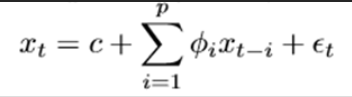 $x_t = c + \sum_{i=1}^{p} \phi_i x_{t-i} + \epsilon_t$